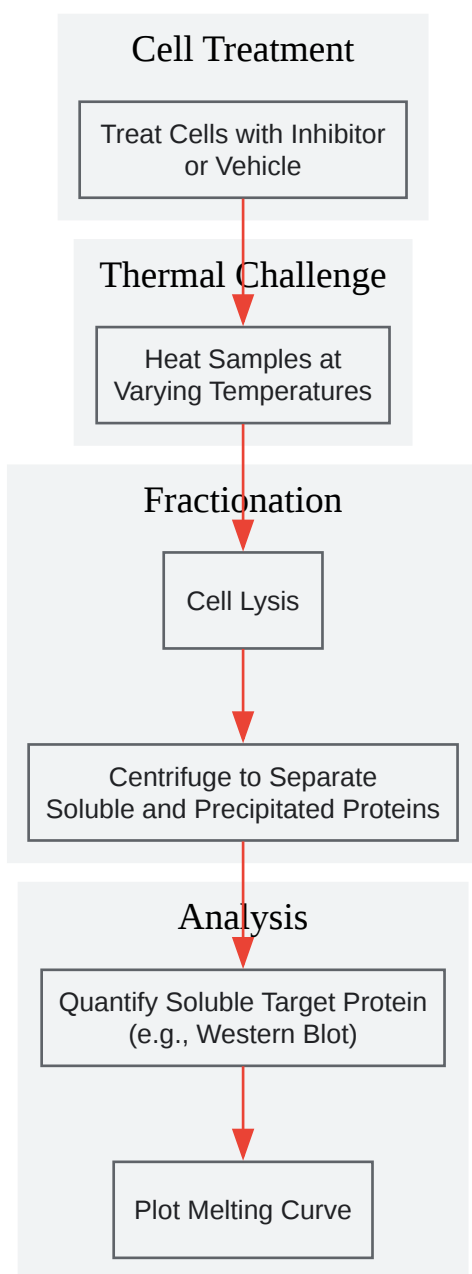 Cell Treatment
Treat Cells with Inhibitor
or Vehicle
Thermal Challenge
Heat Samples at
Varying Temperatures
Fractionation
Cell Lysis
Centrifuge to Separate
Soluble and Precipitated Proteins
Analysis
Quantify Soluble Target Protein
(e.g., Western Blot)
Plot Melting Curve